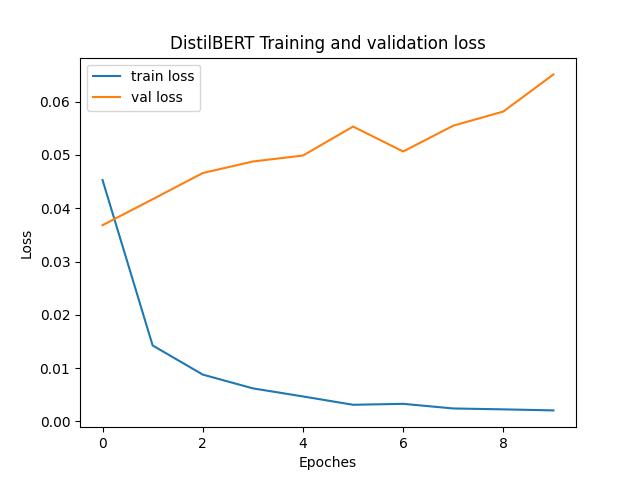 DistilBERT Training and validation loss
train loss
val loss
0.06
0.05
0.04
0.03
0.02
0.01
0.00
Loss
0 2 4 6 8
Epoches